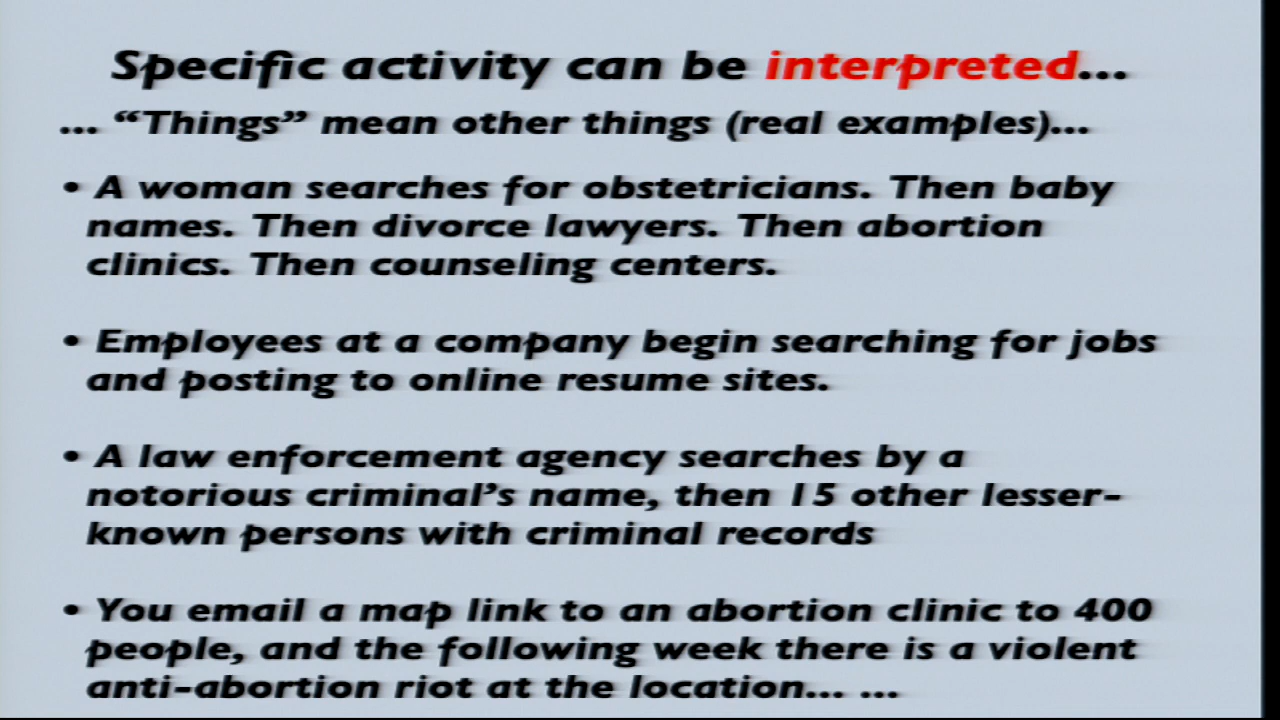 Specific activity can be interpreted...
... “Things” mean other things (real examples)...
• A woman searches for obstetricians. Then baby
names. Then divorce lawyers. Then abortion
clinics. Then counseling centers.
• Employees at a company begin searching for jobs
and posting to online resume sites.
• A law enforcement agency searches by a
notorious criminal’s name, then 15 other lesser-
known persons with criminal records
• You email a map link to an abortion clinic to 400
people, and the following week there is a violent
anti-abortion riot at the location... ...